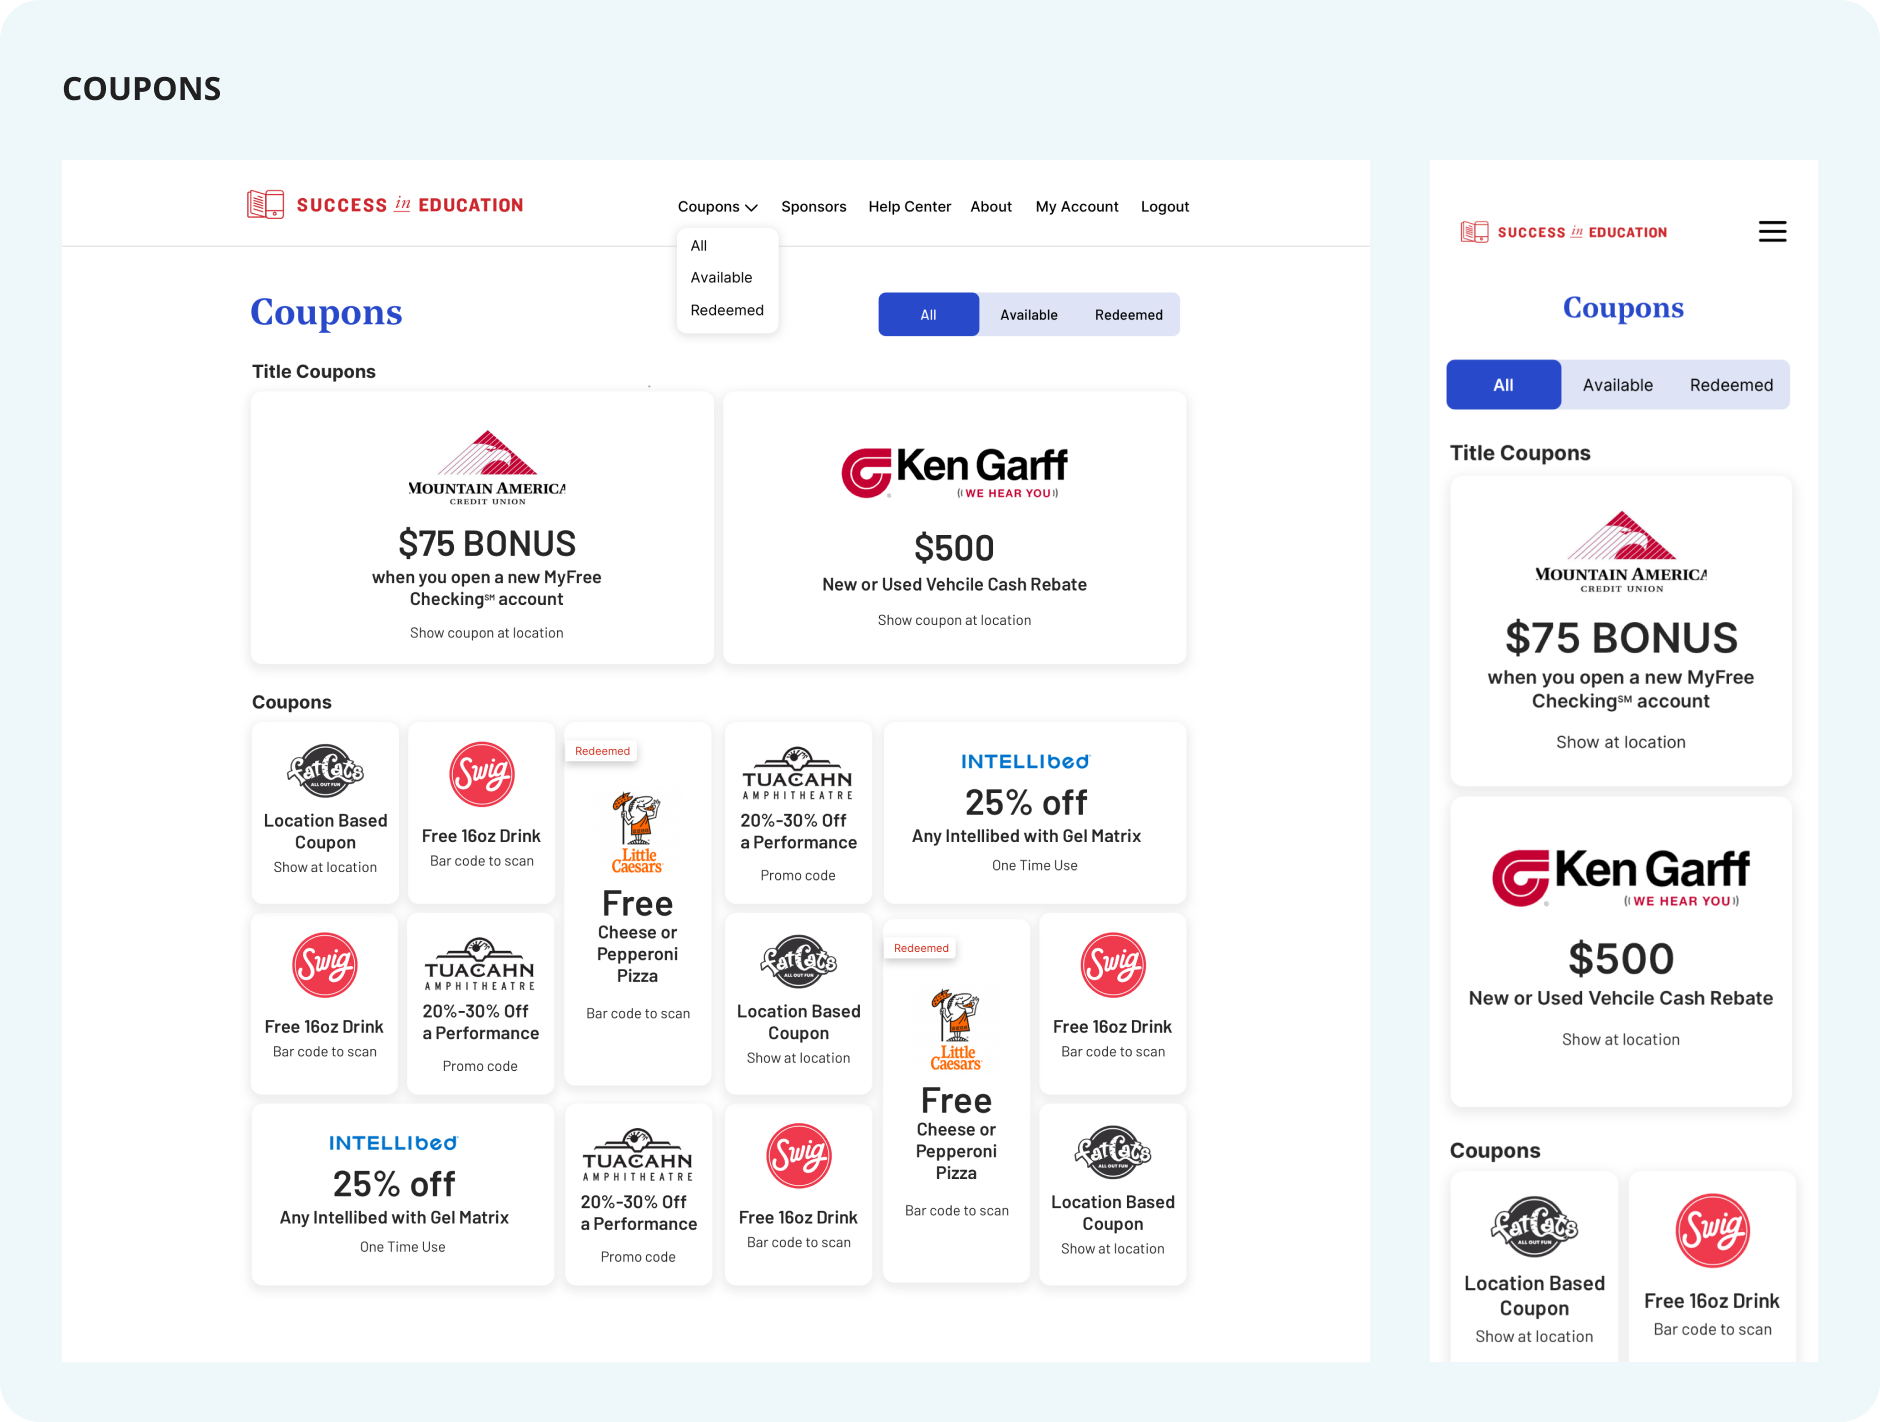 COUPONS
SUCCESS in EDUCATION
Coupons
Sponsors
Help Center
About
My Account
Logout
All
Available
Redeemed
Coupons
All
Available
Redeemed
Title Coupons
MOUNTAIN AMERICA
CREDIT UNION
$75 BONUS
when you open a new MyFree
Checking℠ account
Show coupon at location
Ken Garff
WE HEAR YOU
$500
New or Used Vehcile Cash Rebate
Show coupon at location
Coupons
FatCats
ALL OUT FUN
Location Based
Coupon
Show at location
Swig
Free 16oz Drink
Bar code to scan
Redeemed
Little
Caesars
Free
Cheese or
Pepperoni
Pizza
Bar code to scan
TUACAHN
AMPHITHEATRE
20%-30% Off
a Performance
Promo code
INTELLIbed
25% off
Any Intellibed with Gel Matrix
One Time Use
Swig
Free 16oz Drink
Bar code to scan
TUACAHN
AMPHITHEATRE
20%-30% Off
a Performance
Promo code
FatCats
ALL OUT FUN
Location Based
Coupon
Show at location
Redeemed
Little
Caesars
Free
Cheese or
Pepperoni
Pizza
Bar code to scan
Swig
Free 16oz Drink
Bar code to scan
INTELLIbed
25% off
Any Intellibed with Gel Matrix
One Time Use
TUACAHN
AMPHITHEATRE
20%-30% Off
a Performance
Promo code
Swig
Free 16oz Drink
Bar code to scan
FatCats
ALL OUT FUN
Location Based
Coupon
Show at location
SUCCESS in EDUCATION
Coupons
All
Available
Redeemed
Title Coupons
MOUNTAIN AMERICA
CREDIT UNION
$75 BONUS
when you open a new MyFree
Checking℠ account
Show at location
Ken Garff
WE HEAR YOU
$500
New or Used Vehcile Cash Rebate
Show at location
Coupons
FatCats
ALL OUT FUN
Location Based
Coupon
Show at location
Swig
Free 16oz Drink
Bar code to scan